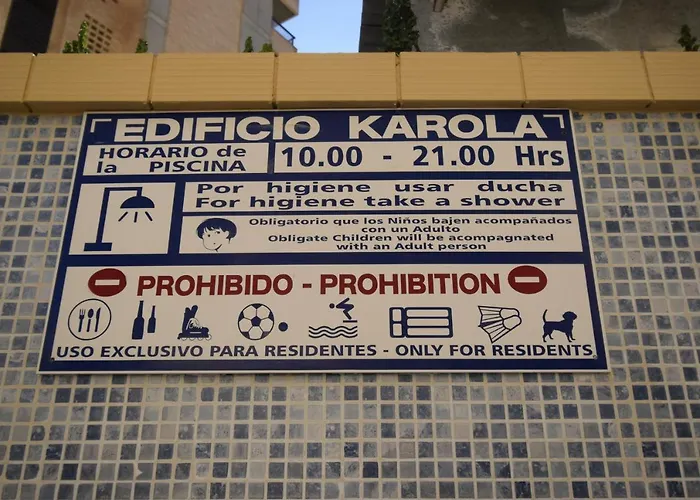 EDIFICIO KAROLA
HORARIO de
la PISCINA
10.00 - 21.00 Hrs
Por higiene usar ducha
For higiene take a shower
Obligatorio que los Niños bajen acompañados
con un Adulto
Obligate Children will be acompagnated
with an Adult person
PROHIBIDO - PROHIBITION
USO EXCLUSIVO PARA RESIDENTES - ONLY FOR RESIDENTS